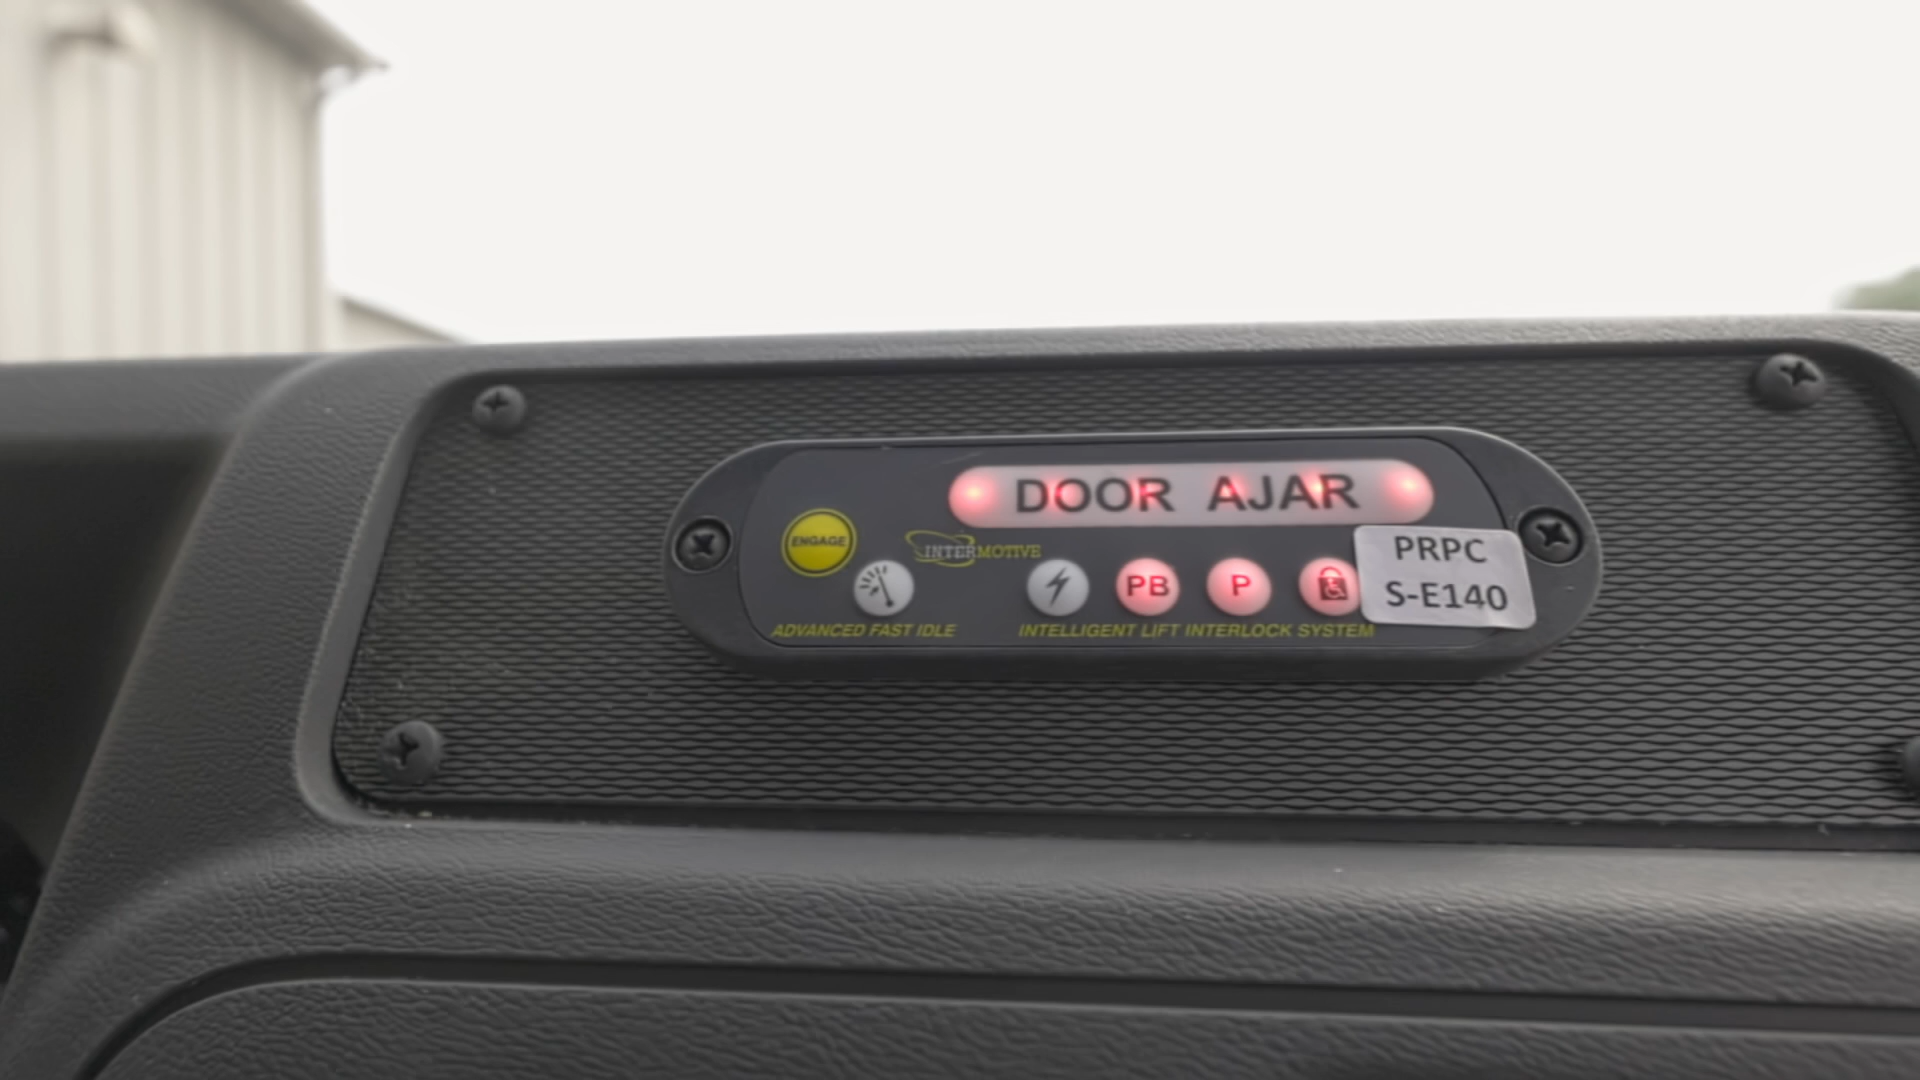 DOOR AJAR
ENGAGE
INTERMOTIVE
PB
P
PRPC
S-E140
ADVANCED FAST IDLE
INTELLIGENT LIFT INTERLOCK SYSTEM